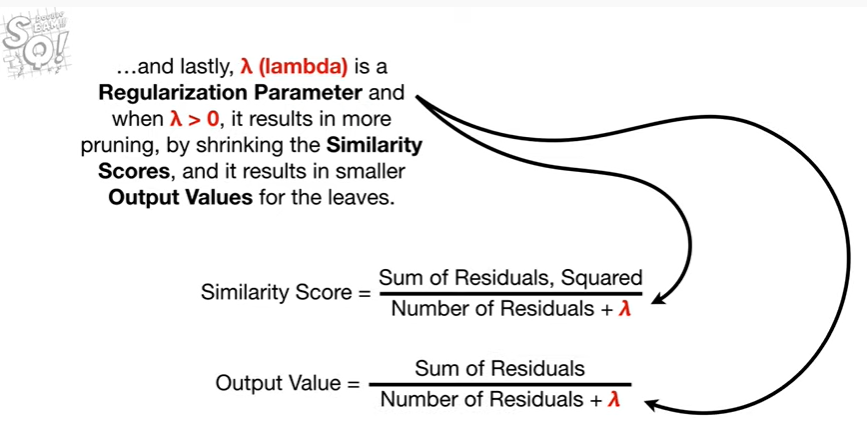 SQ!
…and lastly, λ (lambda) is a
Regularization Parameter and
when λ > 0, it results in more
pruning, by shrinking the Similarity
Scores, and it results in smaller
Output Values for the leaves.
Similarity Score = Sum of Residuals, Squared
Number of Residuals + λ
Output Value = Sum of Residuals
Number of Residuals + λ